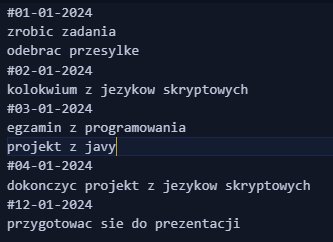 #01-01-2024
zrobic zadania
odebrac przesylke
#02-01-2024
kolokwium z jezykow skryptowych
#03-01-2024
egzamin z programowania
projekt z javy
#04-01-2024
dokonczyc projekt z jezykow skryptowych
#12-01-2024
przygotowac sie do prezentacji